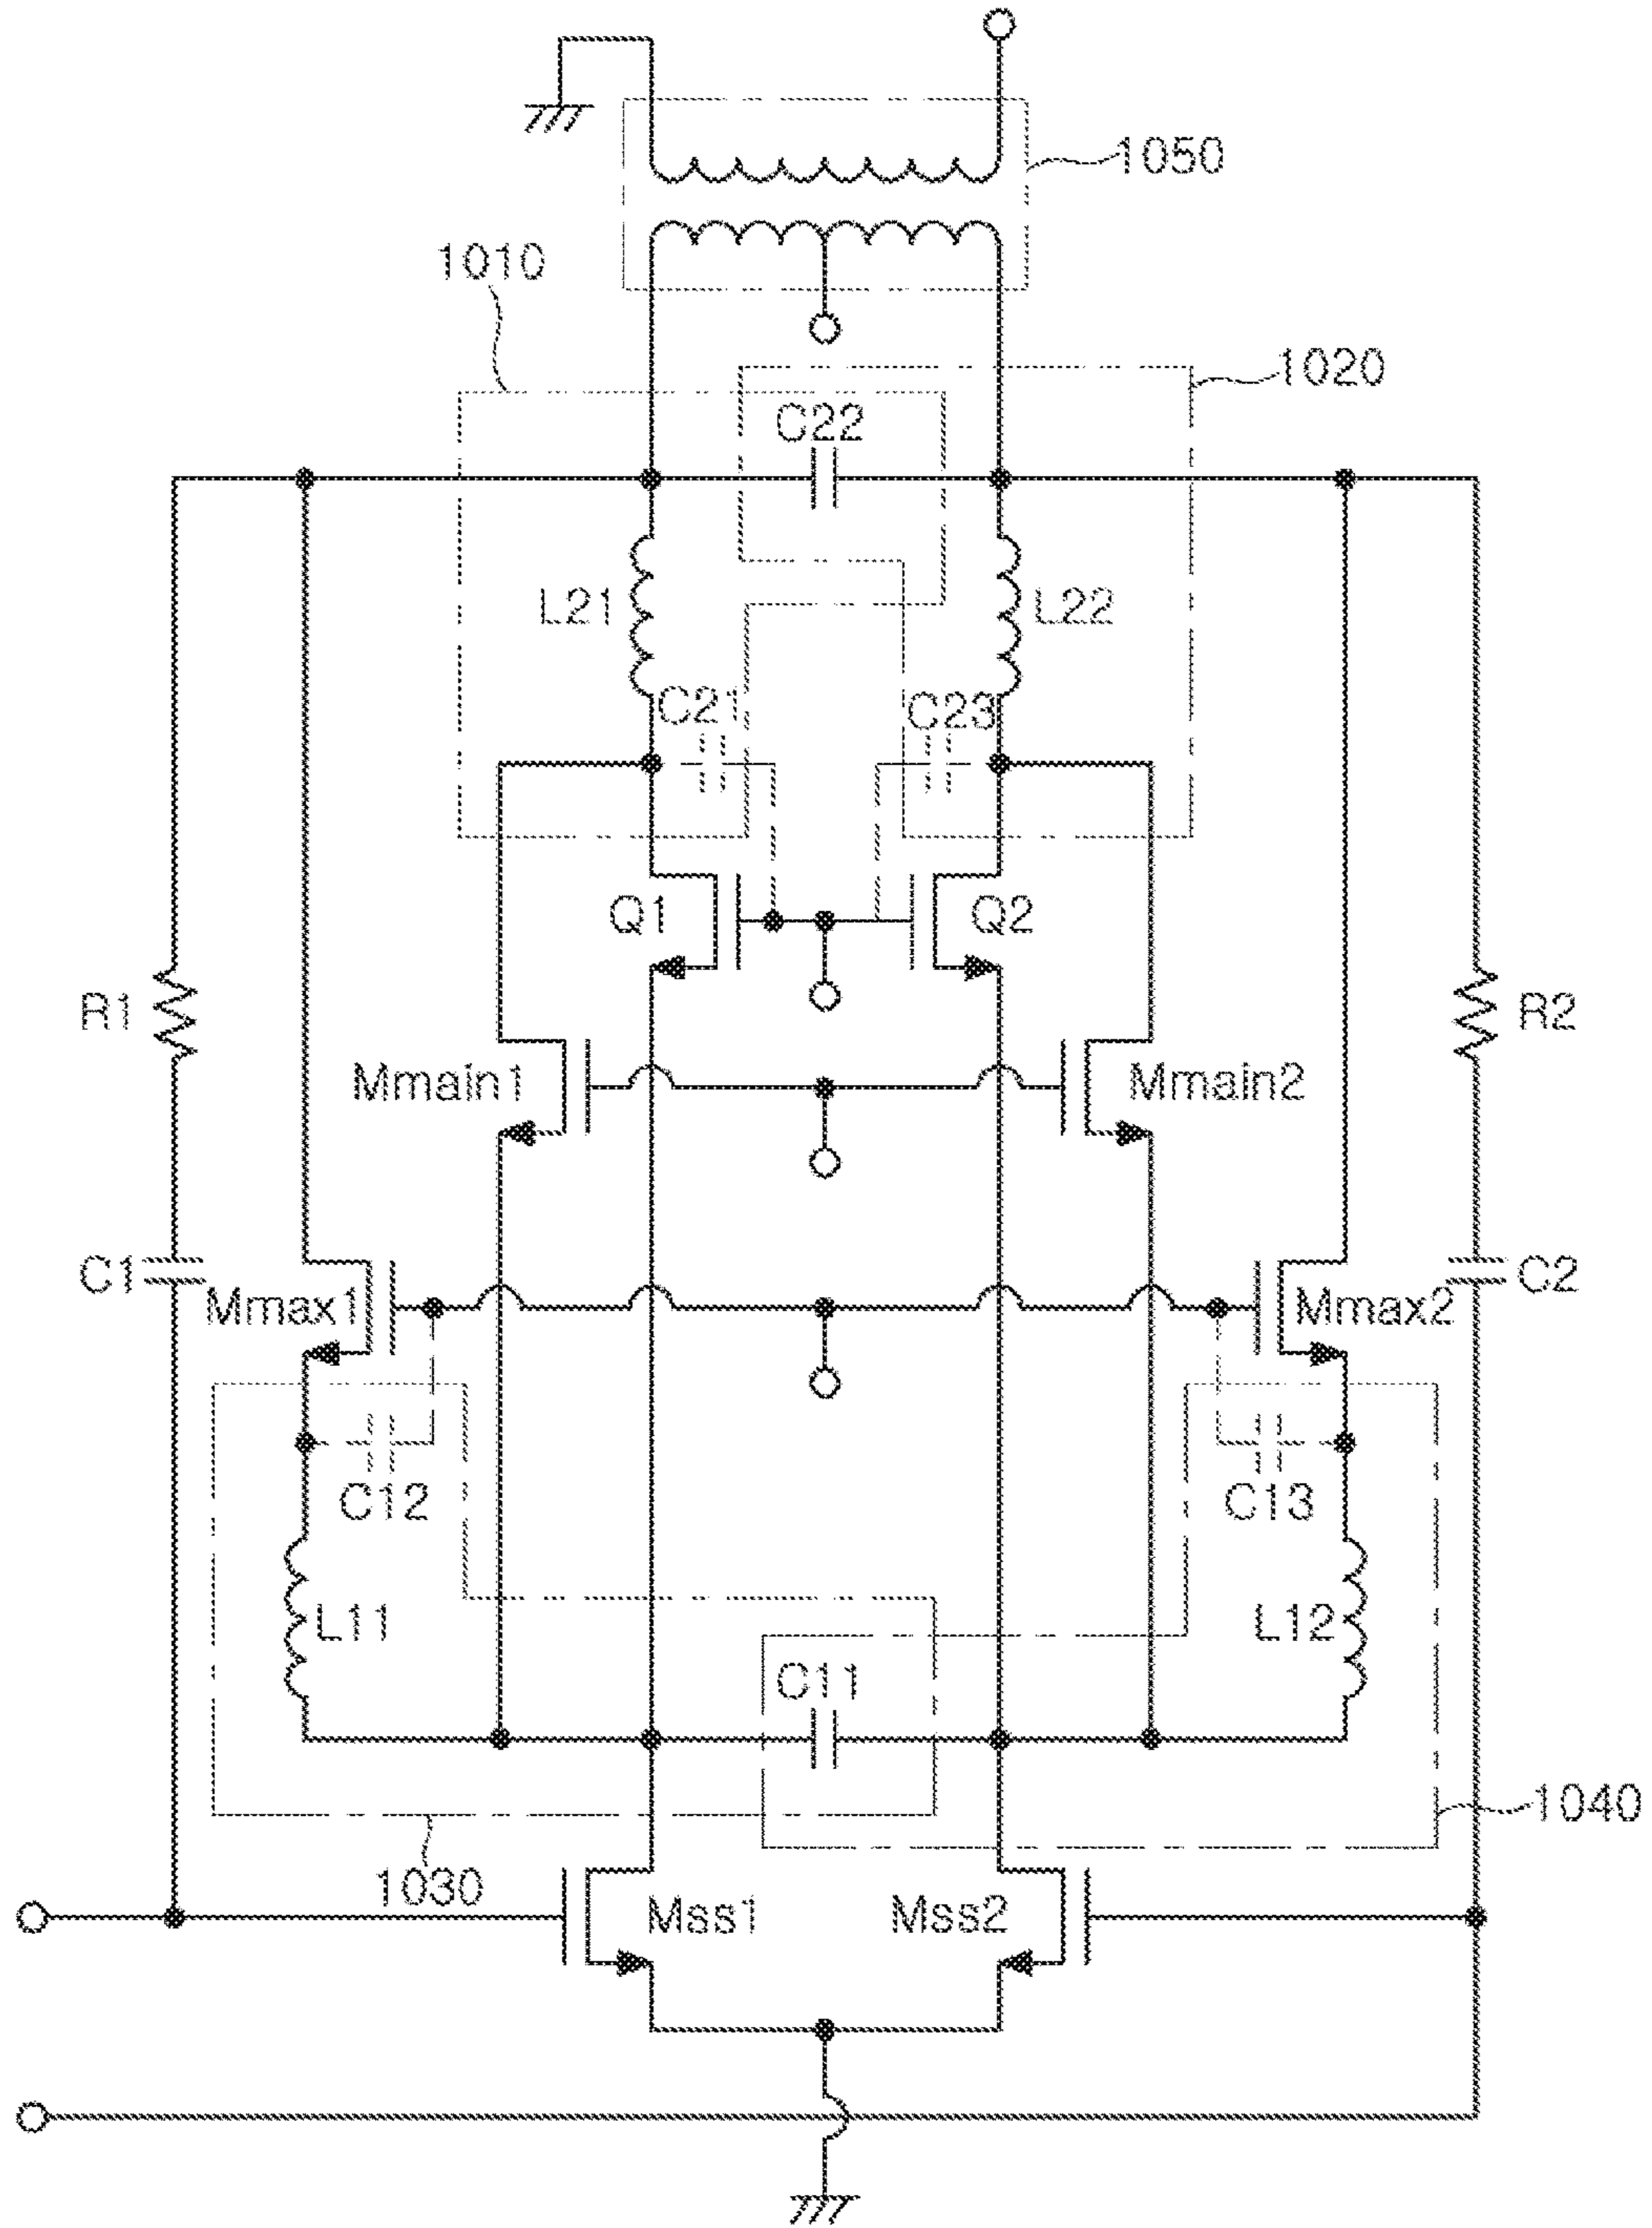 1050
1010
1020
C22
L21
L22
C21
C23
Q1
Q2
R1
R2
Mmain1
Mmain2
C1
C2
Mmax1
Mmax2
C12
C13
L11
L12
C11
1040
1030
Mss1
Mss2